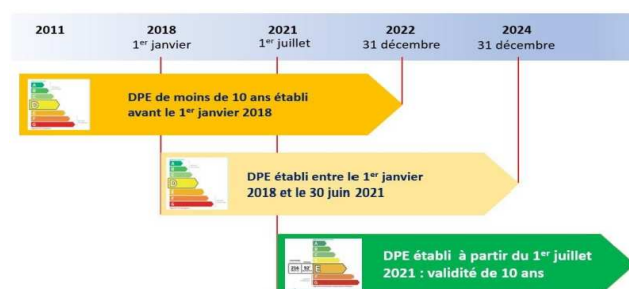 2011
2018
1er janvier
2021
1er juillet
2022
31 décembre
2024
31 décembre
DPE de moins de 10 ans établi
avant le 1er janvier 2018
DPE établi entre le 1er janvier
2018 et le 30 juin 2021
DPE établi à partir du 1er juillet
2021 : validité de 10 ans